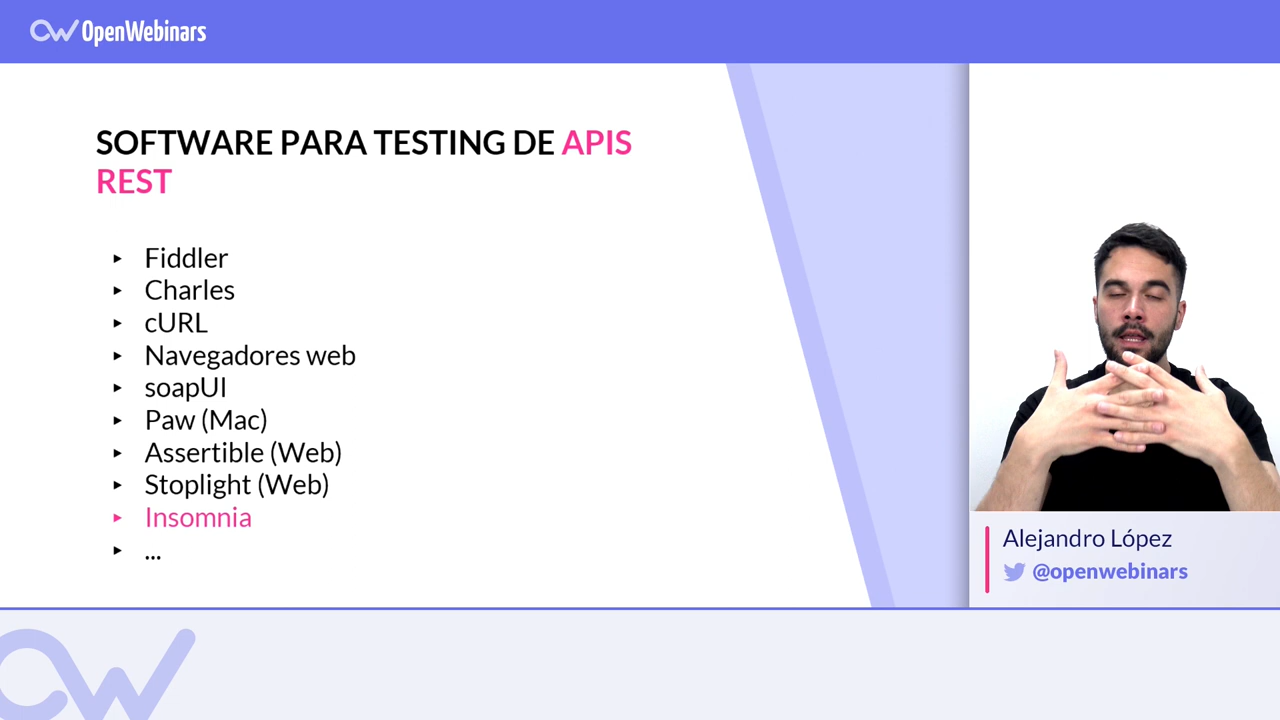 OpenWebinars
SOFTWARE PARA TESTING DE APIS
REST
Fiddler
Charles
cURL
Navegadores web
soapUI
Paw (Mac)
Assertible (Web)
Stoplight (Web)
Insomnia
...
Alejandro López
@openwebinars